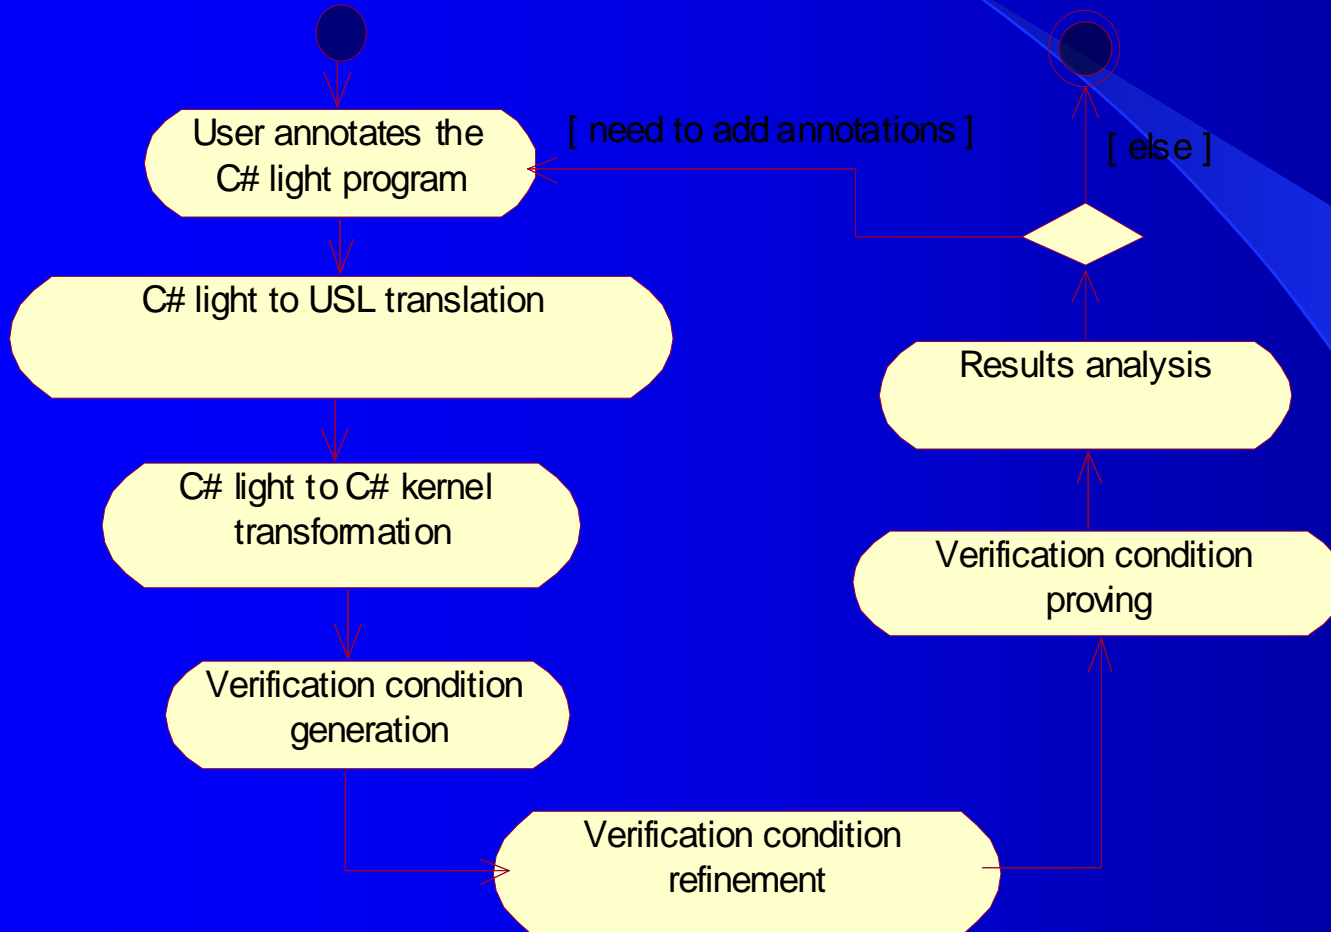 User annotates the
C# light program
[ need to add annotations ]
[ else ]
C# light to USL translation
Results analysis
C# light to C# kernel
transformation
Verification condition
proving
Verification condition
generation
Verification condition
refinement